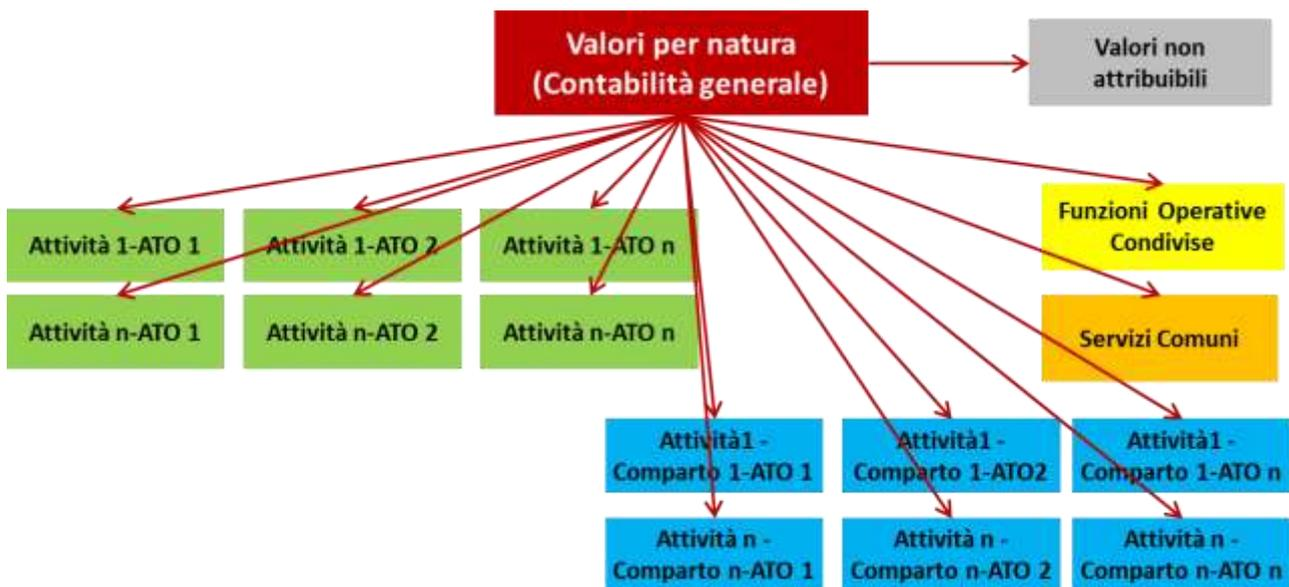 Valori per natura
(Contabilità generale)
Valori non
attribuibili
Attività 1-ATO 1
Attività 1-ATO 2
Attività 1-ATO n
Funzioni Operative
Condivise
Attività n-ATO 1
Attività n-ATO 2
Attività n-ATO n
Servizi Comuni
Attività1 -
Comparto 1-ATO 1
Attività1 -
Comparto 1-ATO2
Attività1 -
Comparto 1-ATO n
Attività n -
Comparto n-ATO 1
Attività n -
Comparto n-ATO 2
Attività n -
Comparto n-ATO n